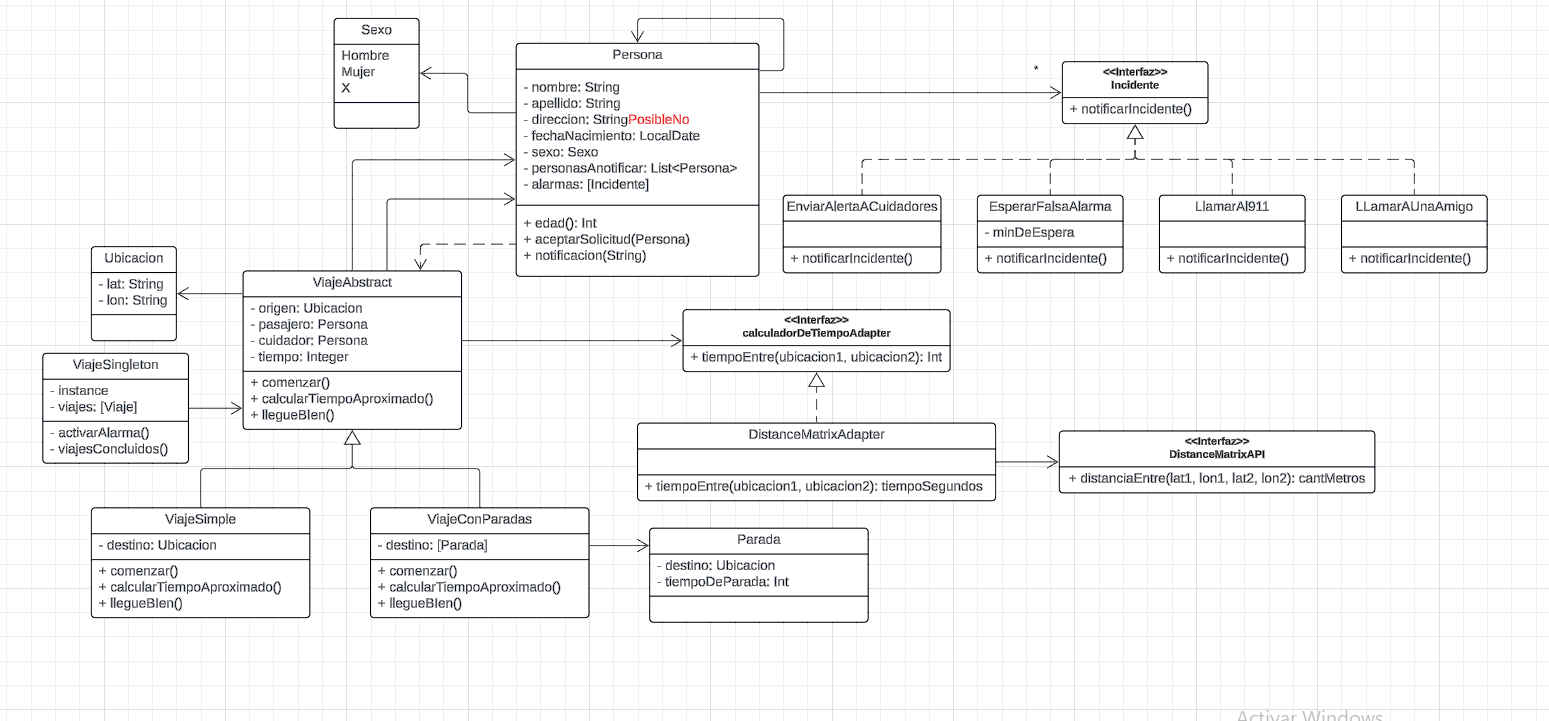 Sexo
Hombre
Mujer
X
Persona
- nombre: String
- apellido: String
- direccion: StringPosibleNo
- fechaNacimiento: LocalDate
- sexo: Sexo
- personasAnotificar: List<Persona>
- alarmas: [Incidente]
+ edad(): Int
+ aceptarSolicitud(Persona)
+ notificacion(String)
*
<<Interfaz>>
Incidente
+ notificarIncidente()
EnviarAlertaACuidadores
+ notificarIncidente()
EsperarFalsaAlarma
- minDeEspera
+ notificarIncidente()
LlamarAl911
+ notificarIncidente()
LLamarAUnaAmigo
+ notificarIncidente()
Ubicacion
- lat: String
- lon: String
ViajeAbstract
- origen: Ubicacion
- pasajero: Persona
- cuidador: Persona
- tiempo: Integer
+ comenzar()
+ calcularTiempoAproximado()
+ llegueBIen()
<<Interfaz>>
calculadorDeTiempoAdapter
+ tiempoEntre(ubicacion1, ubicacion2): Int
ViajeSingleton
- instance
- viajes: [Viaje]
- activarAlarma()
- viajesConcluidos()
DistanceMatrixAdapter
+ tiempoEntre(ubicacion1, ubicacion2): tiempoSegundos
<<Interfaz>>
DistanceMatrixAPI
+ distanciaEntre(lat1, lon1, lat2, lon2): cantMetros
ViajeSimple
- destino: Ubicacion
+ comenzar()
+ calcularTiempoAproximado()
+ llegueBIen()
ViajeConParadas
- destino: [Parada]
+ comenzar()
+ calcularTiempoAproximado()
+ llegueBIen()
Parada
- destino: Ubicacion
- tiempoDeParada: Int
Activar Windows